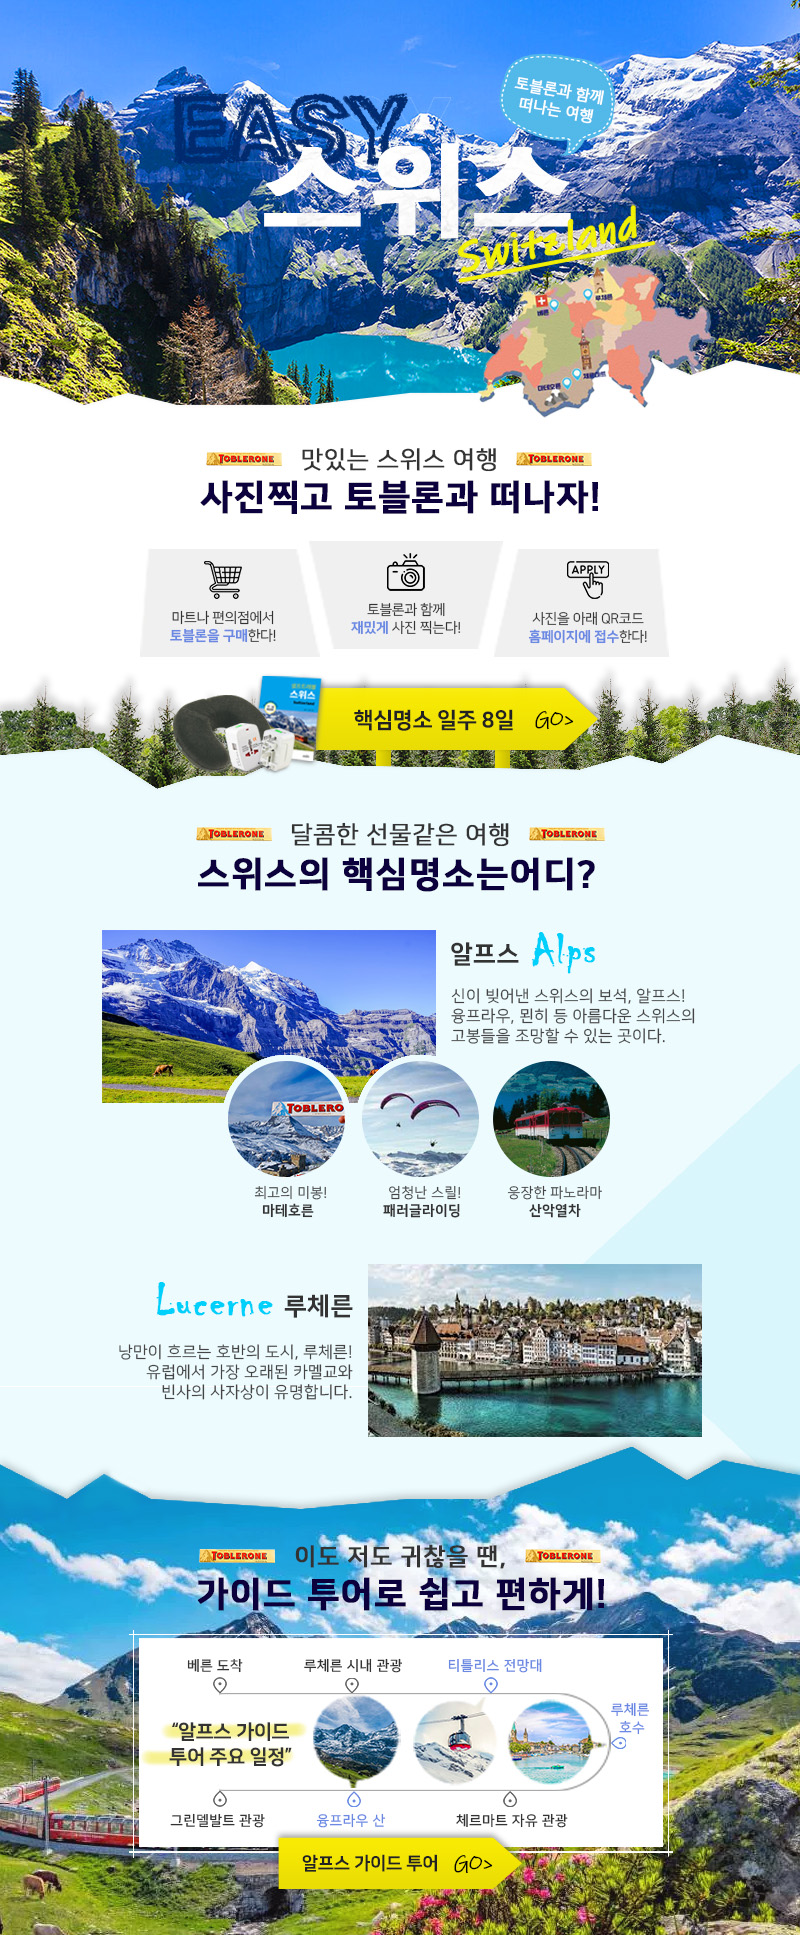 EASY
토블론과 함께
떠나는 여행
스위스
Switzland
루체른
베른
마테호른
체르마트
TOBLERONE 맛있는 스위스 여행 TOBLERONE
사진찍고 토블론과 떠나자!
APPLY
마트나 편의점에서
토블론을 구매한다!
토블론과 함께
재밌게 사진 찍는다!
사진을 아래 QR코드
홈페이지에 접수한다!
스위스
핵심명소 일주 8일 GO>
TOBLERONE 달콤한 선물같은 여행 TOBLERONE
스위스의 핵심명소는어디?
알프스 Alps
신이 빚어낸 스위스의 보석, 알프스!
융프라우, 묀히 등 아름다운 스위스의
고봉들을 조망할 수 있는 곳이다.
TOBLERO
최고의 미봉!
마테호른
엄청난 스릴!
패러글라이딩
웅장한 파노라마
산악열차
Lucerne 루체른
낭만이 흐르는 호반의 도시, 루체른!
유럽에서 가장 오래된 카멜교와
빈사의 사자상이 유명합니다.
TOBLERONE 이도 저도 귀찮을 땐, TOBLERONE
가이드 투어로 쉽고 편하게!
베른 도착
루체른 시내 관광
티틀리스 전망대
루체른
호수
“알프스 가이드
투어 주요 일정”
그린델발트 관광
융프라우 산
체르마트 자유 관광
알프스 가이드 투어 GO>